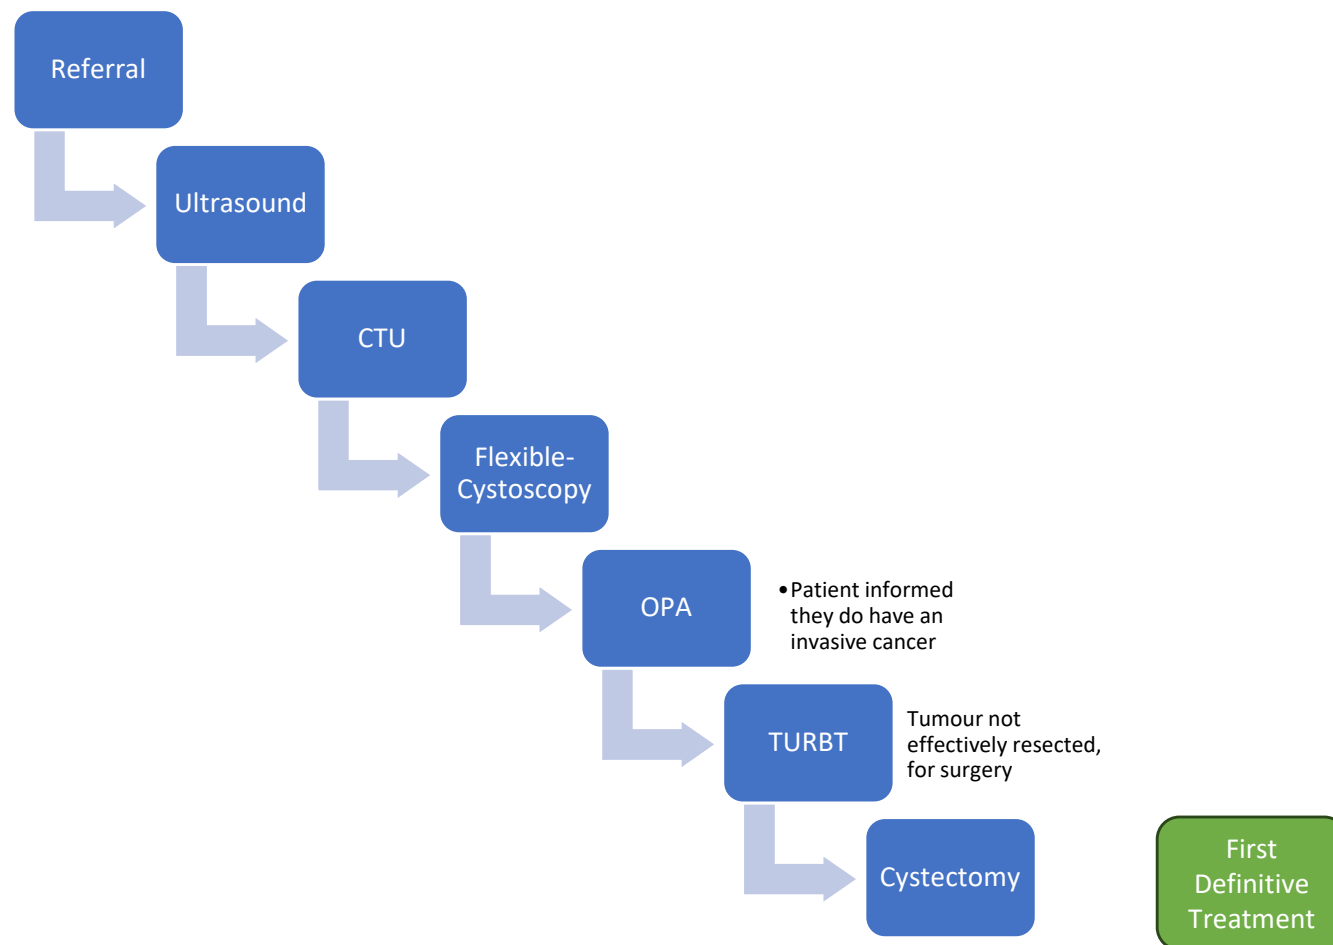 Referral
Ultrasound
CTU
Flexible-
Cystoscopy
OPA
•Patient informed
they do have an
invasive cancer
TURBT
Tumour not
effectively resected,
for surgery
Cystectomy
First
Definitive
Treatment